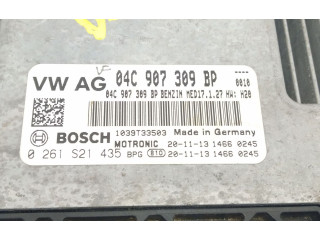 VW AG 04C 907 309 BP ----
0010
04C 907 309 BP BENZIN MED17.1.27 HW: H20
BOSCH 1039T33503 Made in Germany
MOTRONIC 20-11-13 1466 0245
0 261 S21 435 BPG E10 20-11-13 1466 0245